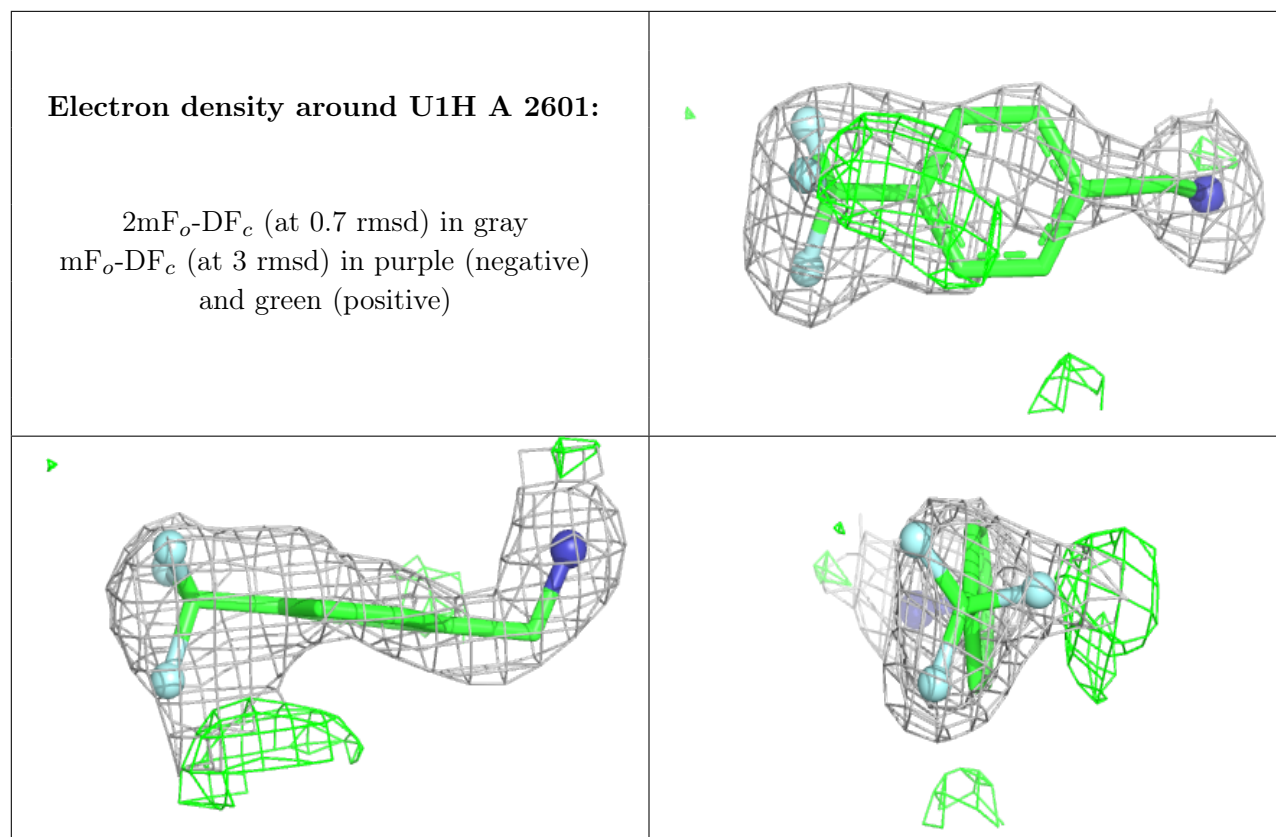 Electron density around U1H A 2601:
2mFo-DFc (at 0.7 rmsd) in gray
mFo-DFc (at 3 rmsd) in purple (negative)
and green (positive)